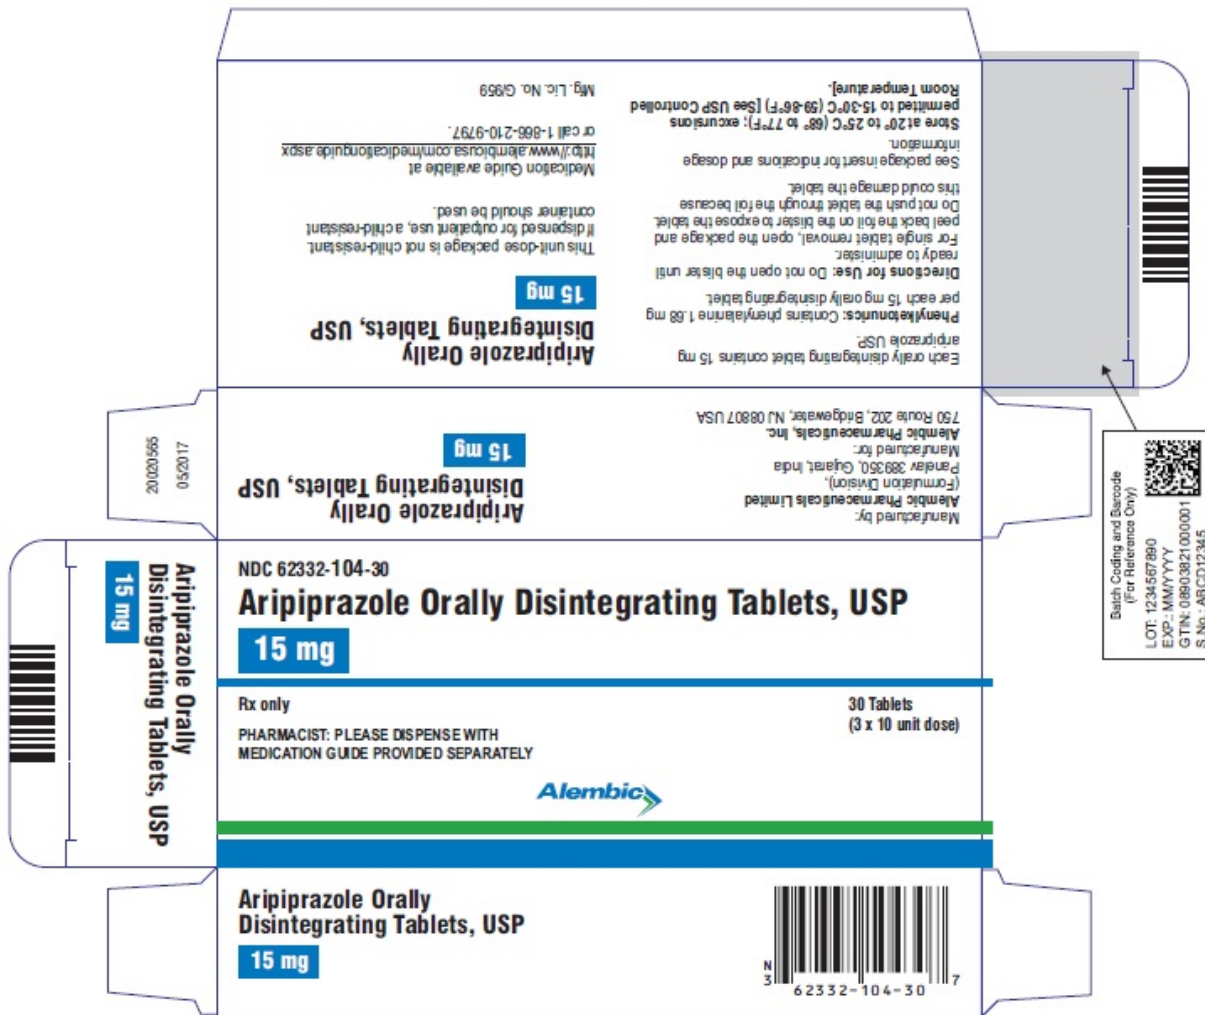 Each orally disintegrating tablet contains 15 mg
aripiprazole USP.
Phenylketonurics: Contains phenylalanine 1.68 mg
per each 15 mg orally disintegrating tablet.
Directions for Use: Do not open the blister until
ready to administer.
For single tablet removal, open the package and
peel back the foil on the blister to expose the tablet.
Do not push the tablet through the foil because
this could damage the tablet.
See package insert for indications and dosage
information.
Store at 20° to 25°C (68° to 77°F); excursions
permitted to 15-30°C (59-86°F) [See USP Controlled
Room Temperature].
Aripiprazole Orally
Disintegrating Tablets, USP
15 mg
This unit-dose package is not child-resistant.
If dispensed for outpatient use, a child-resistant
container should be used.
Medication Guide available at
http://www.alembicusa.com/medicationguide.aspx
or call 1-866-210-9797.
Mfg. Lic. No. G/959
Manufactured by:
Alembic Pharmaceuticals Limited
(Formulation Division),
Panelav 389350, Gujarat, India
Manufactured for:
Alembic Pharmaceuticals, Inc.
750 Route 202, Bridgewater, NJ 08807 USA
Aripiprazole Orally
Disintegrating Tablets, USP
15 mg
20020565
05/2017
Batch Coding and Barcode
(For Reference Only)
LOT: 1234567890
EXP.: MM/YYYY
GTIN: 08903821000001
S.No.: ABCD12345
Aripiprazole Orally
Disintegrating Tablets, USP
15 mg
NDC 62332-104-30
Aripiprazole Orally Disintegrating Tablets, USP
15 mg
Rx only
30 Tablets
(3 x 10 unit dose)
PHARMACIST: PLEASE DISPENSE WITH
MEDICATION GUIDE PROVIDED SEPARATELY
Alembic
Aripiprazole Orally
Disintegrating Tablets, USP
15 mg
N
3
62332-104-30
7